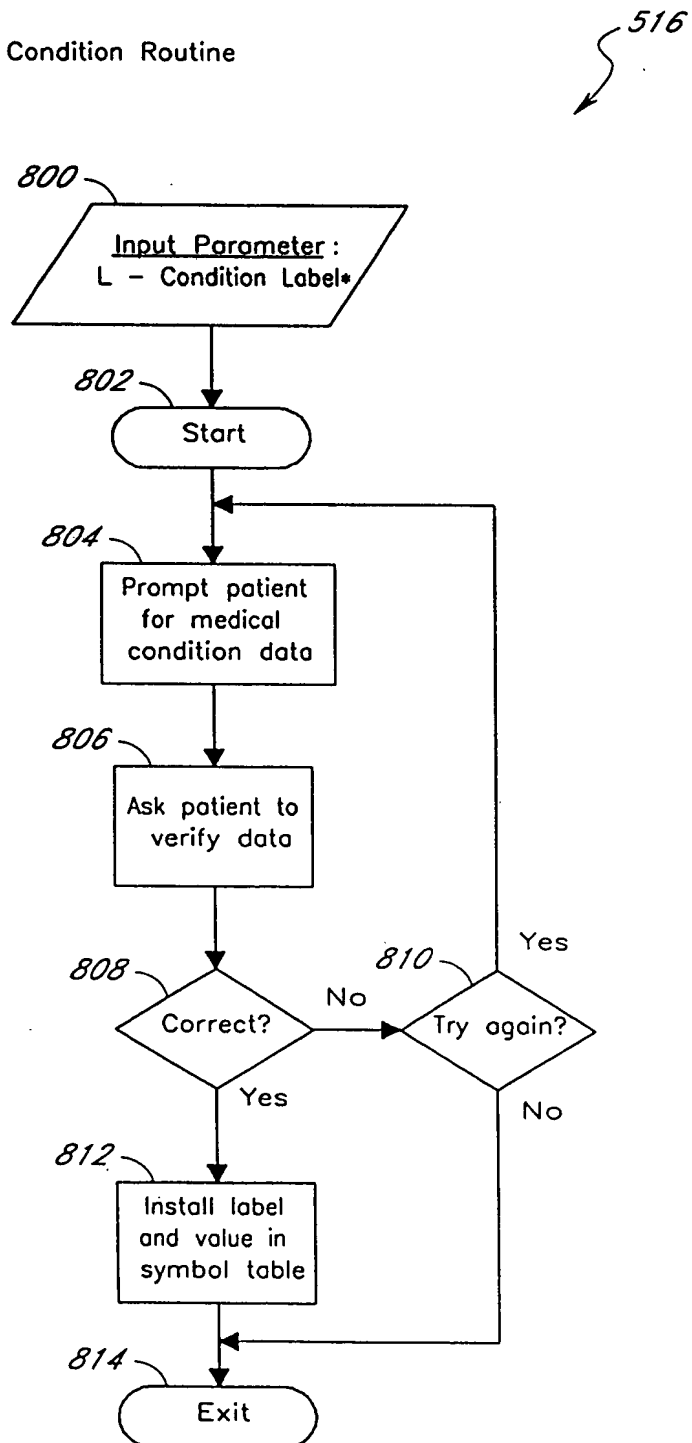 516
Condition Routine
800
Input Parameter :
L - Condition Label*
802
Start
804
Prompt patient
for medical
condition data
806
Ask patient to
verify data
808
Correct?
No
810
Try again?
Yes
Yes
No
812
Install label
and value in
symbol table
814
Exit